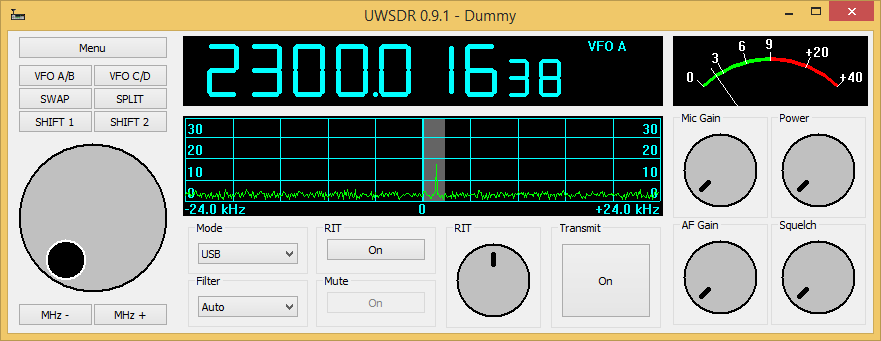 UWSDR 0.9.1 - Dummy
Menu
VFO A/B VFO C/D
SWAP SPLIT
SHIFT 1 SHIFT 2
MHz - MHz +
2300.01638 VFO A
30 30
20 20
10 10
0 0
-24.0 kHz 0 +24.0 kHz
Mode
USB
Filter
Auto
RIT
On
Mute
On
RIT
Transmit
On
0 3 6 9 +20 +40
Mic Gain Power
AF Gain Squelch